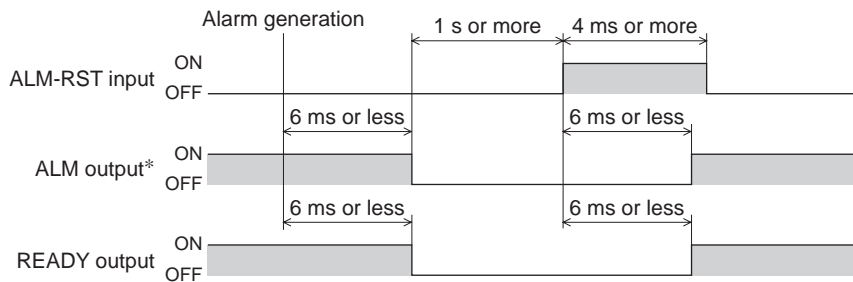 Alarm generation
1 s or more
4 ms or more
ALM-RST input
ON
OFF
6 ms or less
6 ms or less
ALM output*
ON
OFF
6 ms or less
6 ms or less
READY output
ON
OFF